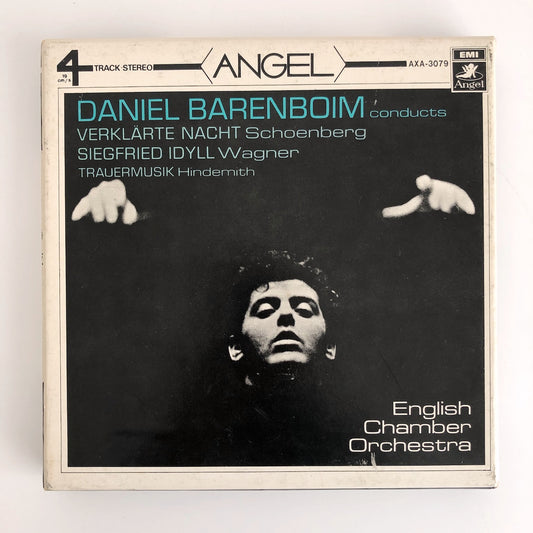 4 TRACK-STEREO
19 cm/s
ANGEL
AXA-3079
EMI
Angel
DANIEL BARENBOIM conducts
VERKLÄRTE NACHT Schoenberg
SIEGFRIED IDYLL Wagner
TRAUERMUSIK Hindemith
English
Chamber
Orchestra